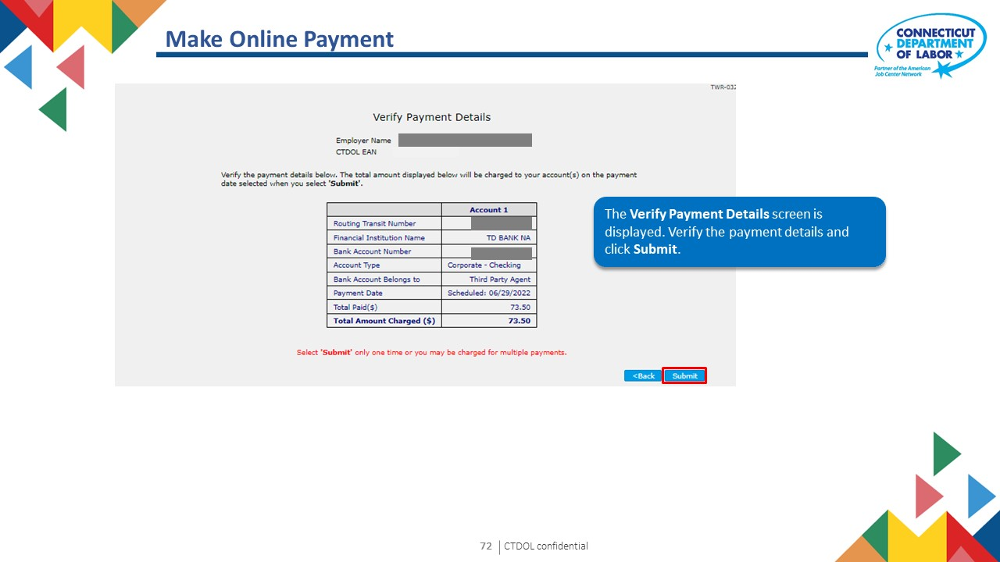 Make Online Payment
CONNECTICUT
DEPARTMENT
OF LABOR
Partner of the American
Job Center Network
TWR-032
Verify Payment Details
Employer Name
CTDOL EAN
Verify the payment details below. The total amount displayed below will be charged to your account(s) on the payment
date selected when you select 'Submit'.
Account 1
Routing Transit Number
Financial Institution Name TD BANK NA
Bank Account Number
Account Type Corporate - Checking
Bank Account Belongs to Third Party Agent
Payment Date Scheduled: 06/29/2022
Total Paid($) 73.50
Total Amount Charged ($) 73.50
Select 'Submit' only one time or you may be charged for multiple payments.
<Back Submit
The Verify Payment Details screen is
displayed. Verify the payment details and
click Submit.
72 CTDOL confidential